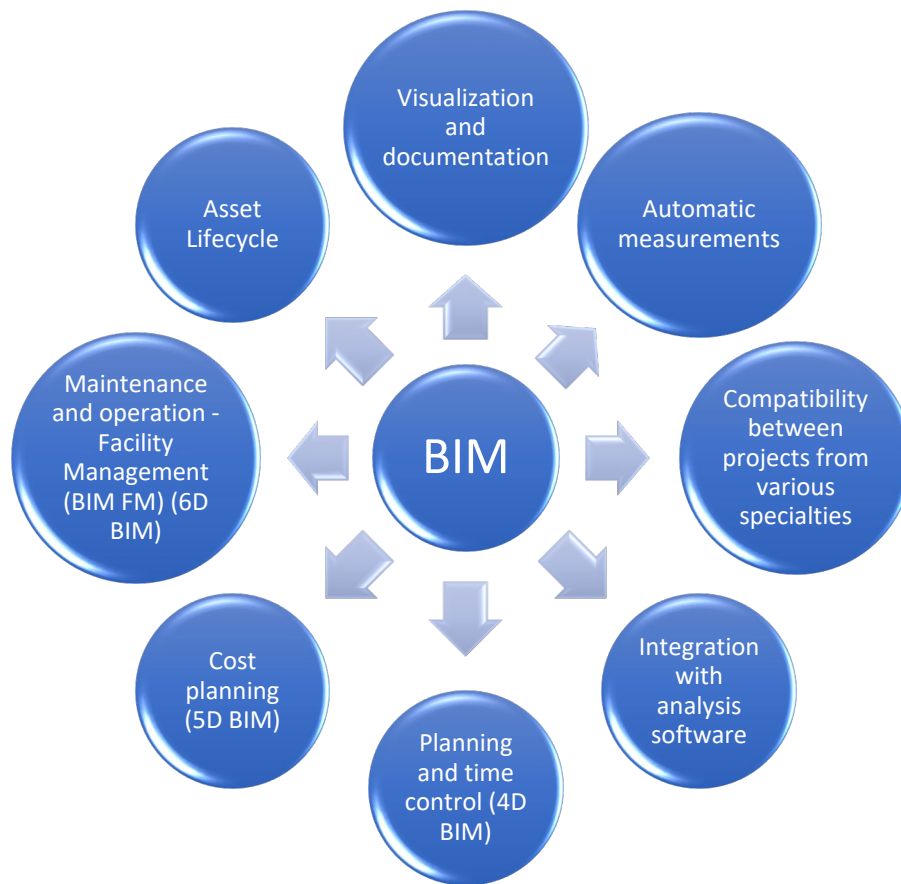 Visualization
and
documentation
Automatic
measurements
Compatibility
between
projects from
various
specialties
Integration
with
analysis
software
Planning
and time
control (4D
BIM)
Cost
planning
(5D BIM)
Maintenance
and operation -
Facility
Management
(BIM FM) (6D
BIM)
Asset
Lifecycle
BIM